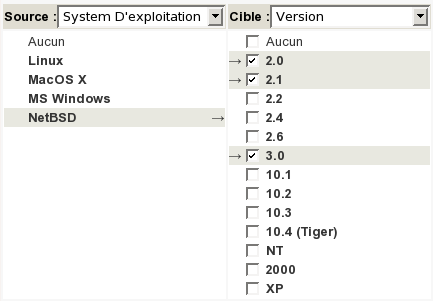 Source : System D'exploitation
Aucun
Linux
MacOS X
MS Windows
NetBSD →
Cible : Version
Aucun
→ 2.0
→ 2.1
2.2
2.4
2.6
→ 3.0
10.1
10.2
10.3
10.4 (Tiger)
NT
2000
XP